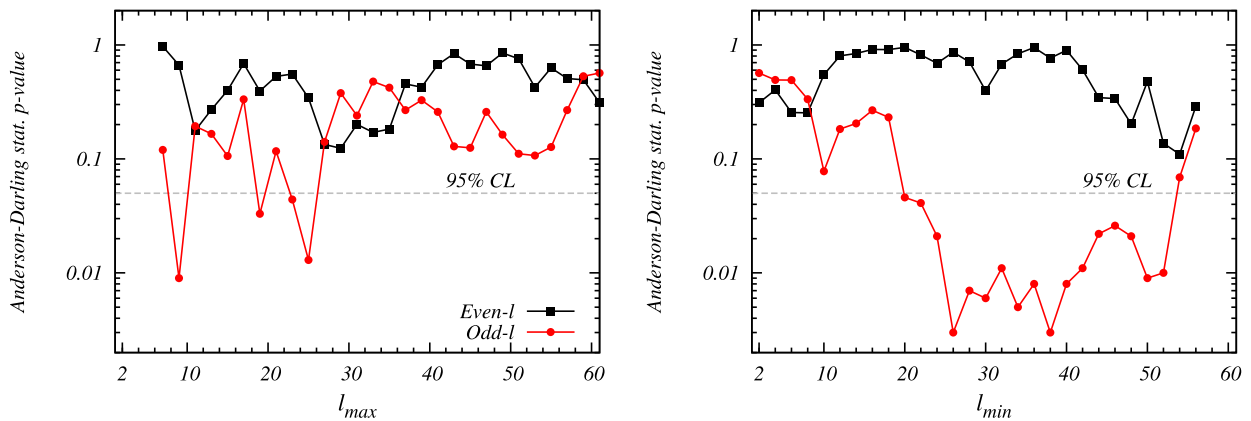 Anderson-Darling stat. p-value
1
0.1
0.01
95% CL
Even-l
Odd-l
2 10 20 30 40 50 60
l_max
Anderson-Darling stat. p-value
1
0.1
0.01
95% CL
2 10 20 30 40 50 60
l_min